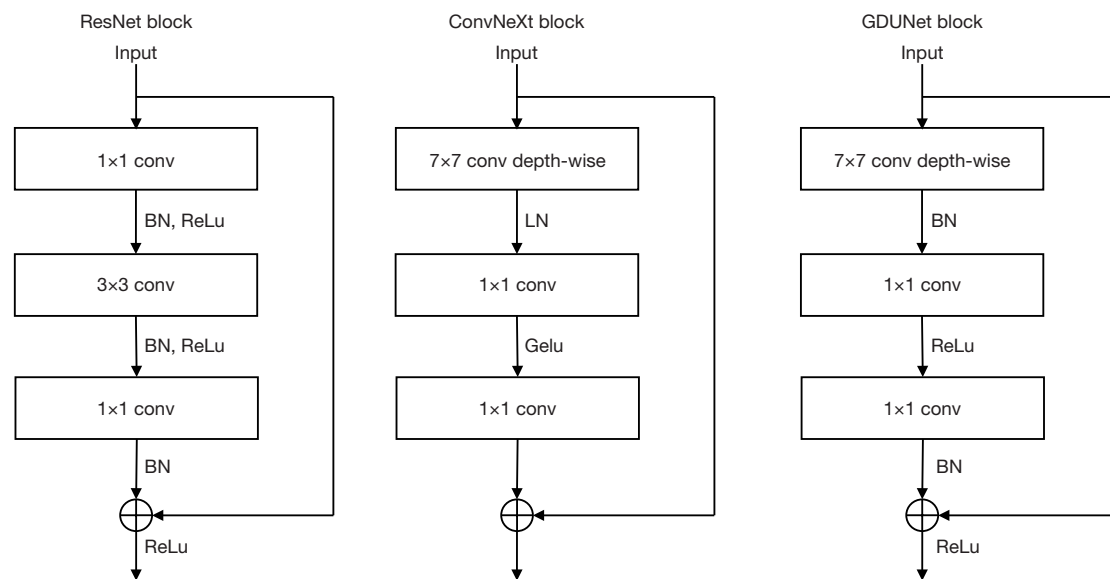 ResNet block
Input
1×1 conv
BN, ReLu
3×3 conv
BN, ReLu
1×1 conv
BN
ReLu
ConvNeXt block
Input
7×7 conv depth-wise
LN
1×1 conv
Gelu
1×1 conv
GDUNet block
Input
7×7 conv depth-wise
BN
1×1 conv
ReLu
1×1 conv
BN
ReLu